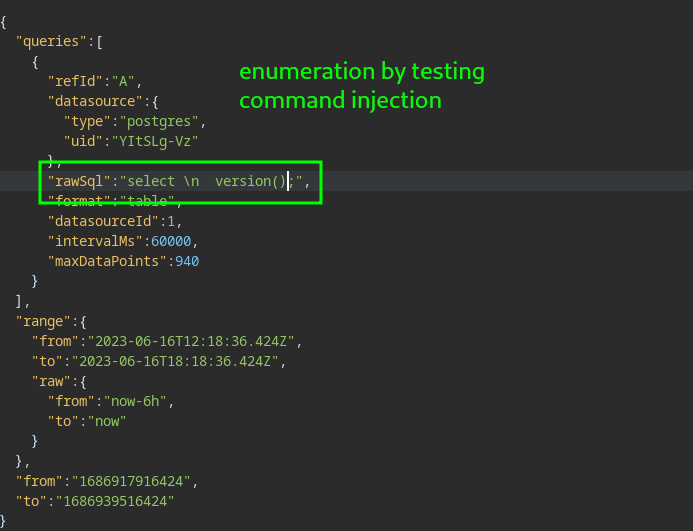 {
"queries":[
{
"refId":"A",
enumeration by testing
command injection
"datasource":{
"type":"postgres",
"uid":"YItSLg-Vz"
},
"rawSql":"select \n  version();",
"format":"table",
"datasourceId":1,
"intervalMs":60000,
"maxDataPoints":940
}
],
"range":{
"from":"2023-06-16T12:18:36.424Z",
"to":"2023-06-16T18:18:36.424Z",
"raw":{
"from":"now-6h",
"to":"now"
}
},
"from":"1686917916424",
"to":"1686939516424"
}